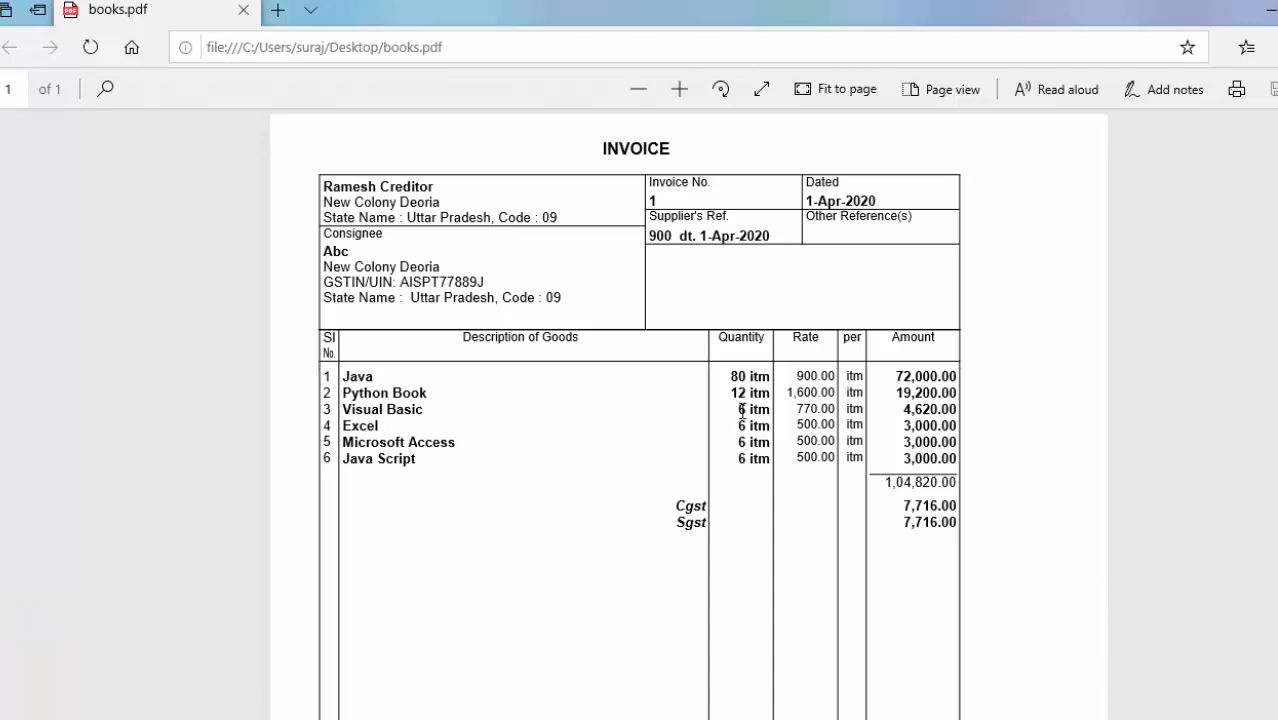 books.pdf
file:///C:/Users/suraj/Desktop/books.pdf
1 of 1
Fit to page
Page view
Read aloud
Add notes
INVOICE
Ramesh Creditor
New Colony Deoria
State Name : Uttar Pradesh, Code : 09
Invoice No.
1
Dated
1-Apr-2020
Supplier's Ref.
900 dt. 1-Apr-2020
Other Reference(s)
Consignee
Abc
New Colony Deoria
GSTIN/UIN: AISPT77889J
State Name : Uttar Pradesh, Code : 09
Sl No. Description of Goods Quantity Rate per Amount
1 Java 80 itm 900.00 itm 72,000.00
2 Python Book 12 itm 1,600.00 itm 19,200.00
3 Visual Basic 6 itm 770.00 itm 4,620.00
4 Excel 6 itm 500.00 itm 3,000.00
5 Microsoft Access 6 itm 500.00 itm 3,000.00
6 Java Script 6 itm 500.00 itm 3,000.00
1,04,820.00
Cgst 7,716.00
Sgst 7,716.00